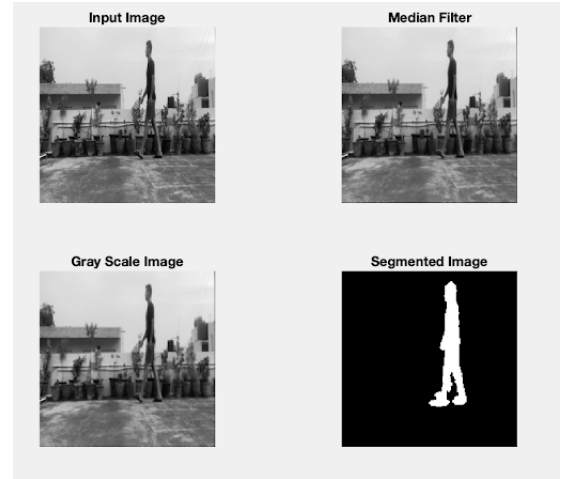 Input Image
Median Filter
Gray Scale Image
Segmented Image